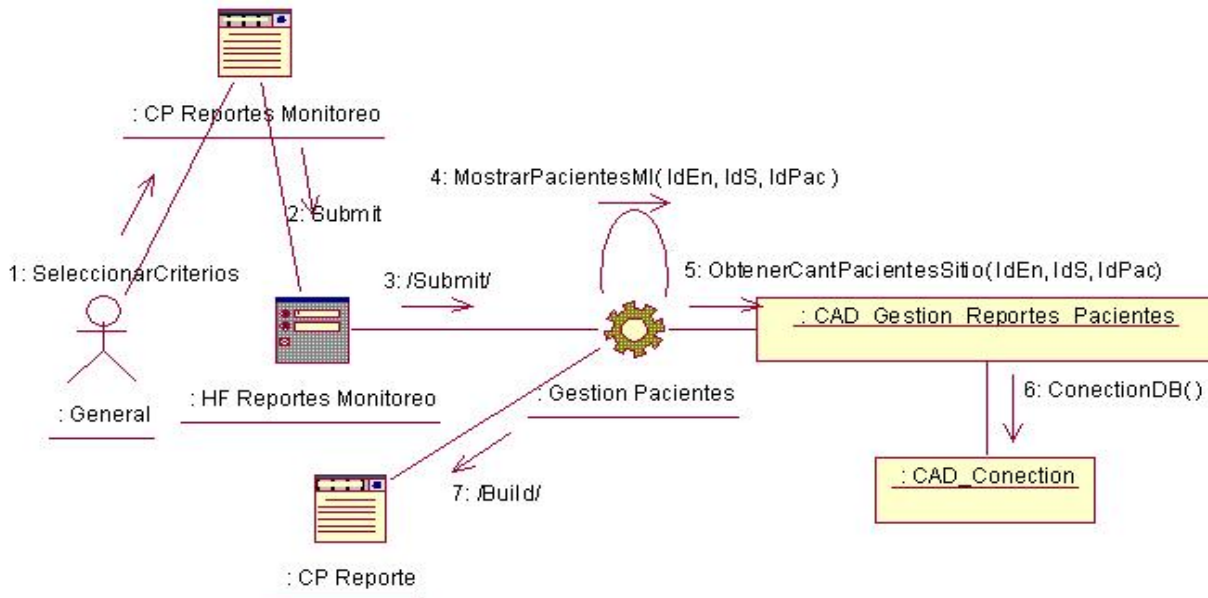 : CP Reportes Monitoreo
4: MostrarPacientesMI( IdEn, IdS, IdPac )
2: Submit
1: SeleccionarCriterios
3: /Submit/
5: ObtenerCantPacientesSitio( IdEn, IdS, IdPac)
: CAD_Gestion_Reportes_Pacientes
: General
: HF Reportes Monitoreo
: Gestion Pacientes
6: ConectionDB()
7: /Build/
: CAD_Conection
: CP Reporte